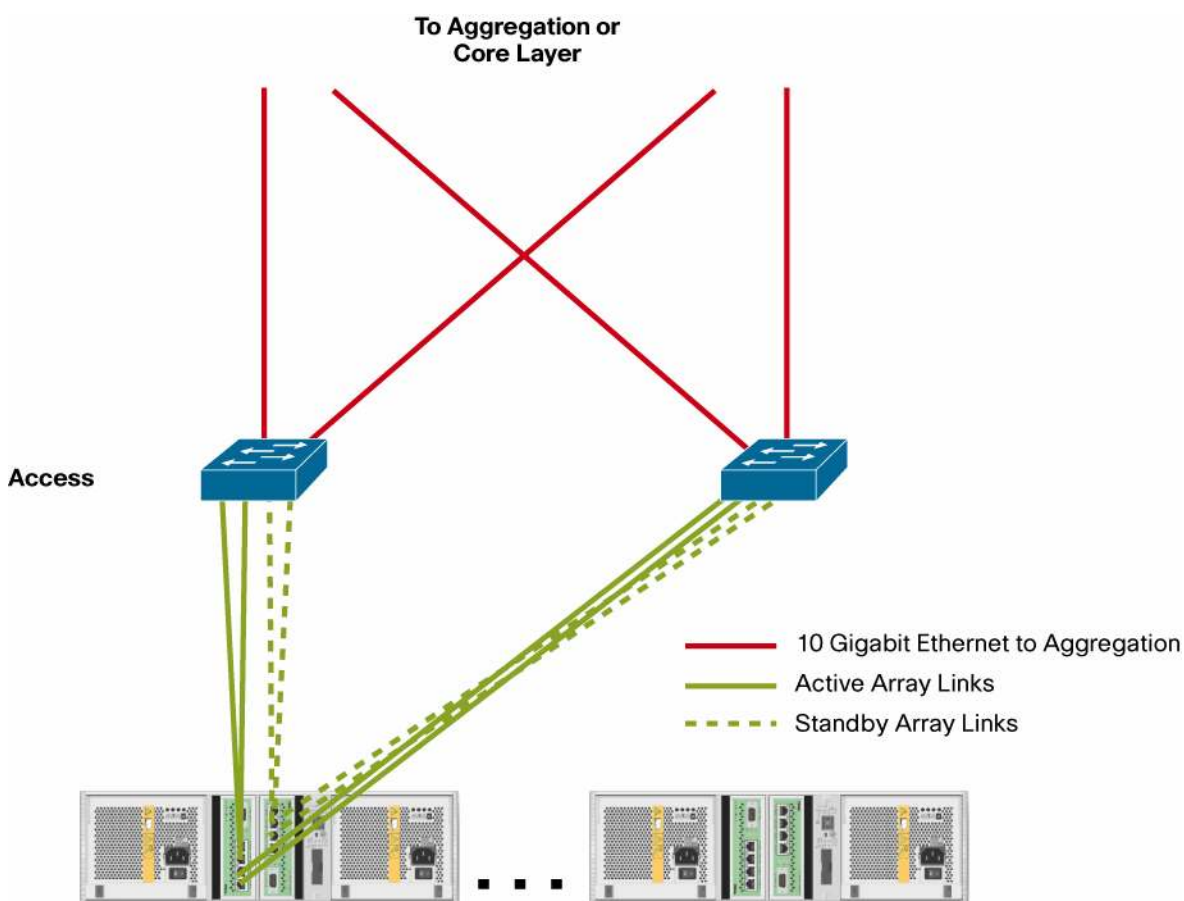 To Aggregation or
Core Layer
Access
10 Gigabit Ethernet to Aggregation
Active Array Links
Standby Array Links